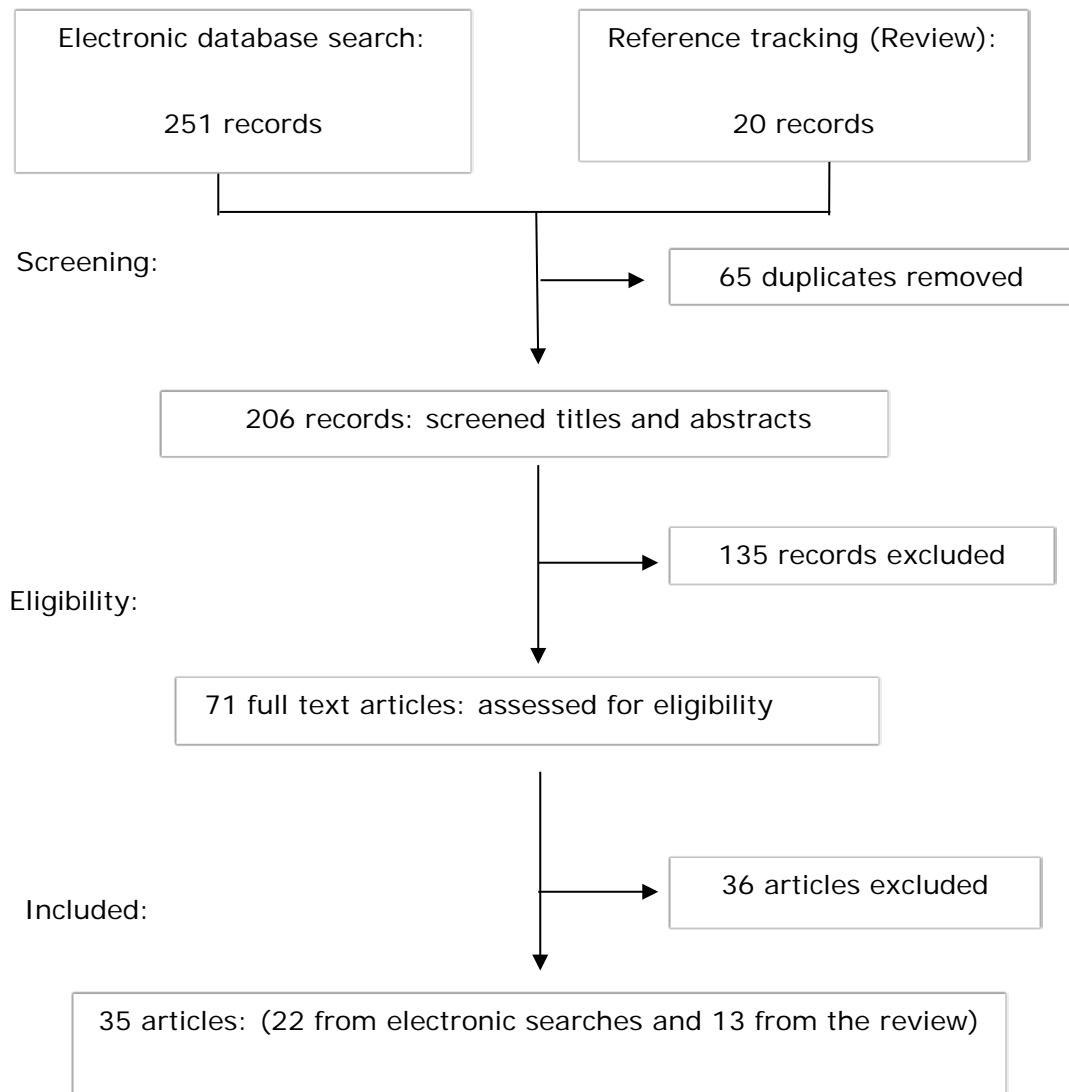 Electronic database search:
251 records
Reference tracking (Review):
20 records
Screening:
65 duplicates removed
206 records: screened titles and abstracts
135 records excluded
Eligibility:
71 full text articles: assessed for eligibility
36 articles excluded
Included:
35 articles: (22 from electronic searches and 13 from the review)